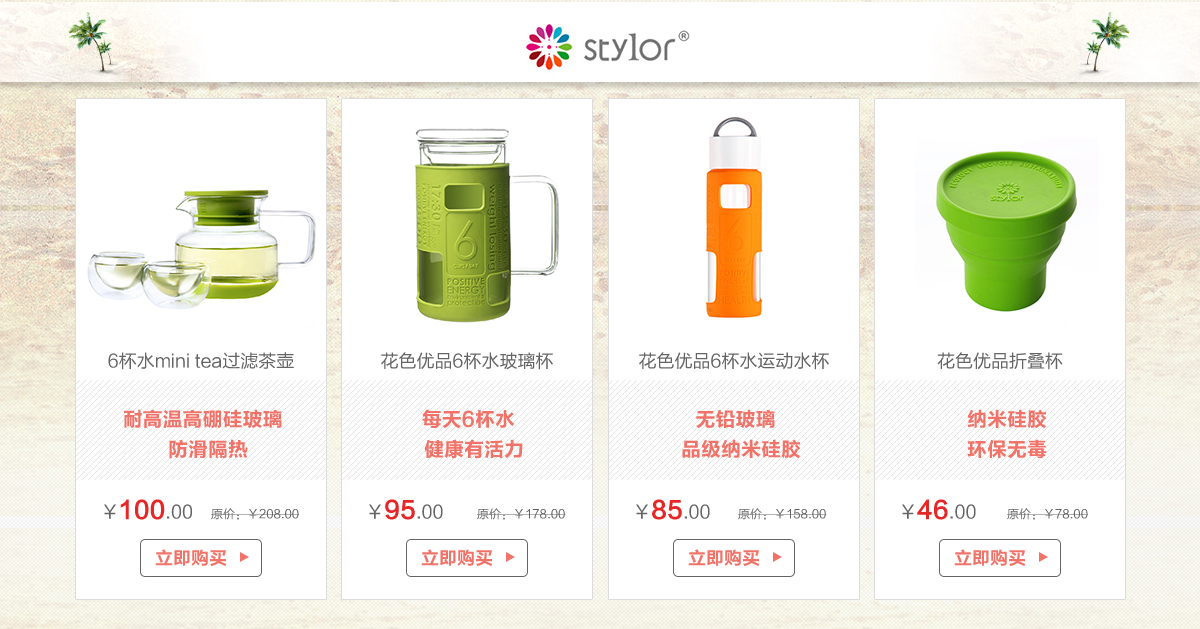 stylor®
6杯水mini tea过滤茶壶
耐高温高硼硅玻璃
防滑隔热
￥100.00 原价：￥208.00
立即购买
6
POSITIVE
ENERGY
花色优品6杯水玻璃杯
每天6杯水
健康有活力
￥95.00 原价：￥178.00
立即购买
6
花色优品6杯水运动水杯
无铅玻璃
品级纳米硅胶
￥85.00 原价：￥158.00
立即购买
stylor
花色优品折叠杯
纳米硅胶
环保无毒
￥46.00 原价：￥78.00
立即购买